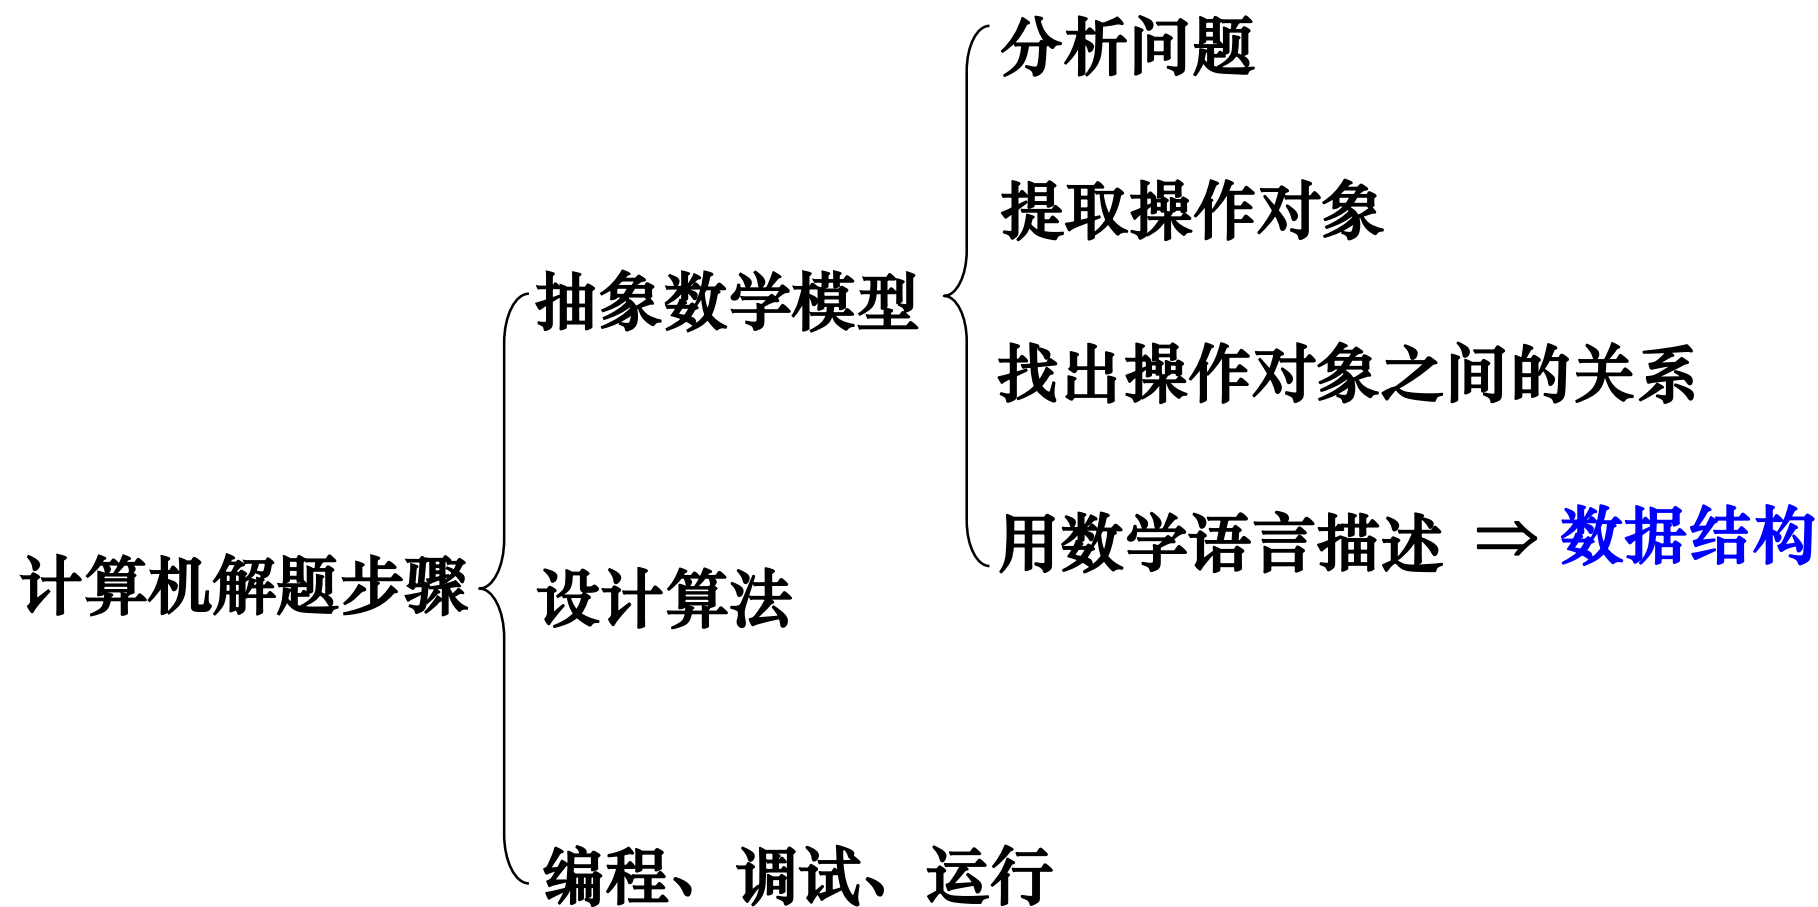 分析问题
提取操作对象
抽象数学模型
找出操作对象之间的关系
用数学语言描述 ⇒ 数据结构
计算机解题步骤
设计算法
编程、调试、运行